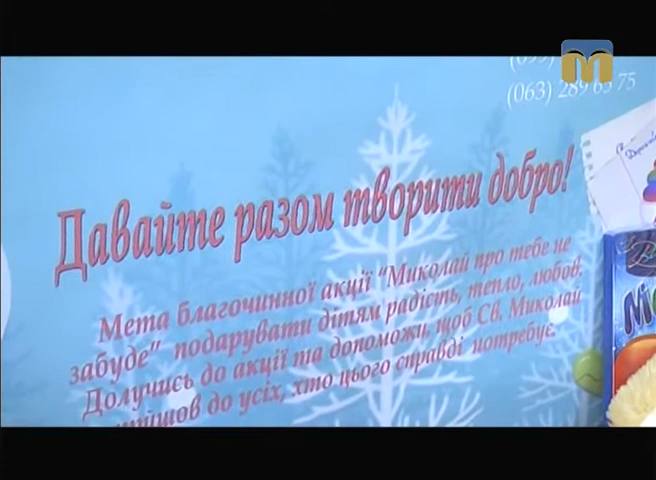 (063) 289 65 75
Давайте разом творити добро!
Мета благочинної акції "Миколай про тебе не
забуде" подарувати дітям радість, тепло, любов.
Долучись до акції та допоможи, щоб Св. Миколай
прийшов до усіх, хто цього справді потребує.